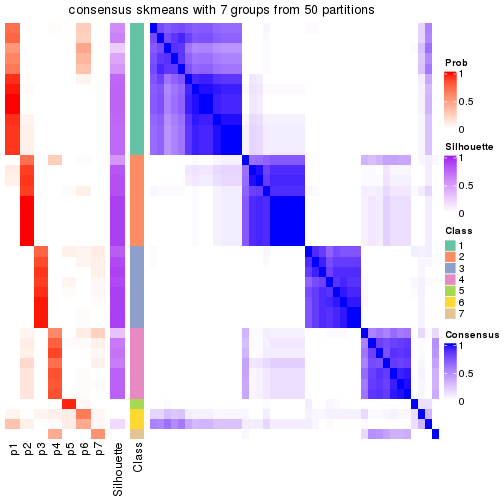 consensus skmeans with 7 groups from 50 partitions
Prob
1
0.5
0
Silhouette
1
0.5
0
Class
1
2
3
4
5
6
7
Consensus
1
0.5
0
p1
p2
p3
p4
p5
p6
p7
Silhouette
Class